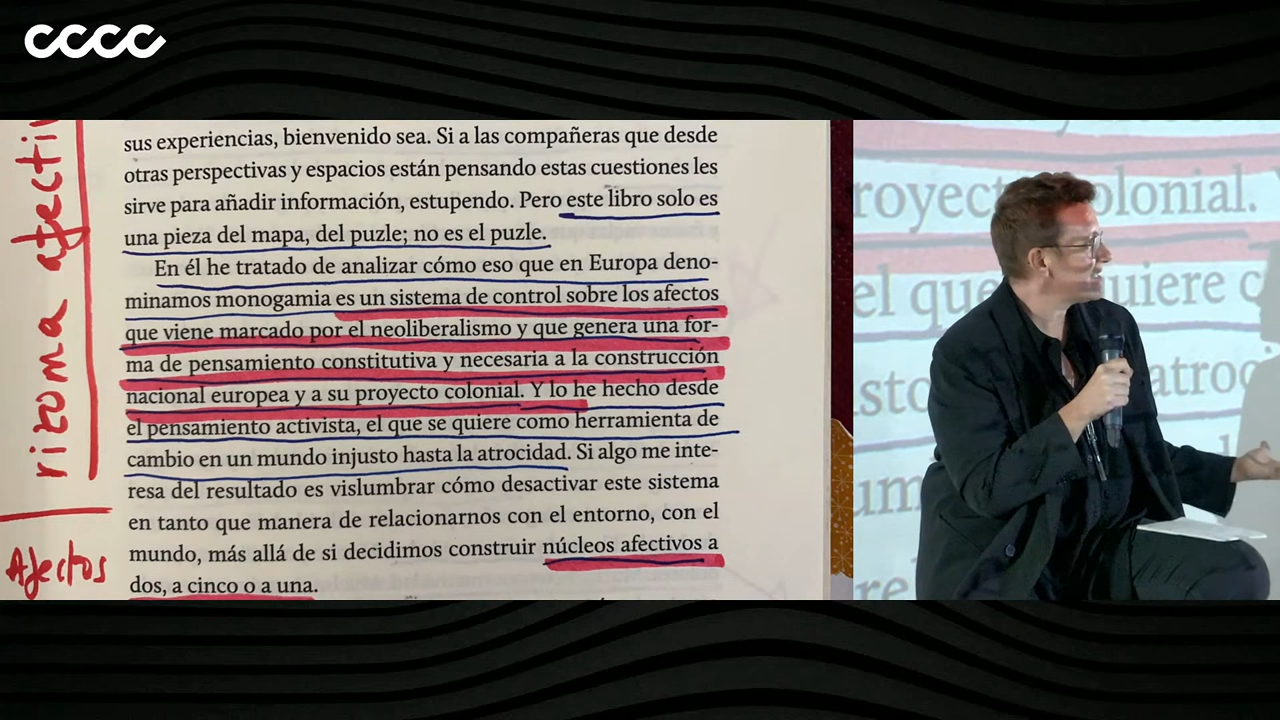 cccc
rizoma afecti
Afectos
sus experiencias, bienvenido sea. Si a las compañeras que desde
otras perspectivas y espacios están pensando estas cuestiones les
sirve para añadir información, estupendo. Pero este libro solo es
una pieza del mapa, del puzle; no es el puzle.
En él he tratado de analizar cómo eso que en Europa deno-
minamos monogamia es un sistema de control sobre los afectos
que viene marcado por el neoliberalismo y que genera una for-
ma de pensamiento constitutiva y necesaria a la construcción
nacional europea y a su proyecto colonial. Y lo he hecho desde
el pensamiento activista, el que se quiere como herramienta de
cambio en un mundo injusto hasta la atrocidad. Si algo me inte-
resa del resultado es vislumbrar cómo desactivar este sistema
en tanto que manera de relacionarnos con el entorno, con el
mundo, más allá de si decidimos construir núcleos afectivos a
dos, a cinco o a una.
royect olonial.
el que quiere c
sto atroc
um
re